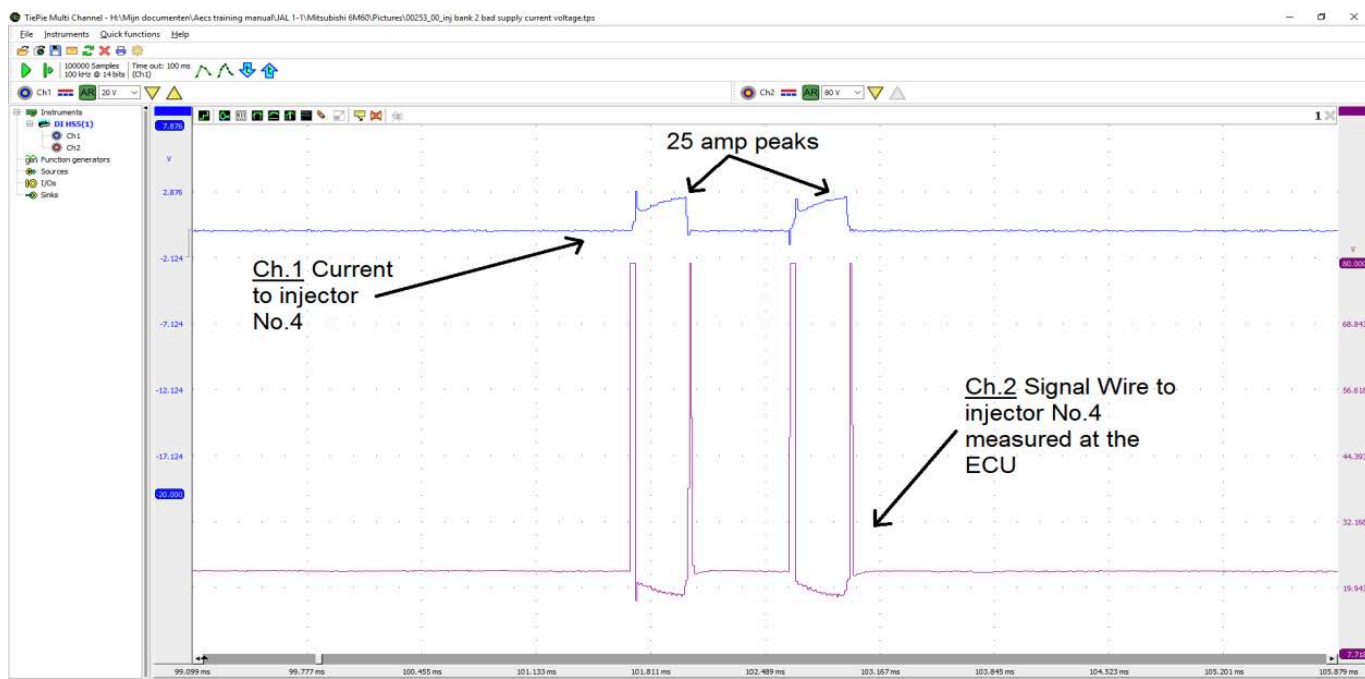 TiePie Multi Channel - H:\Mijn documenten\Aecs training manual\JAL 1-1\Mitsubishi 6M60\Pictures\00253_00_inj bank 2 bad supply current voltage.tps
File Instruments Quick functions Help
100000 Samples Time out: 100 ms
100 kHz @ 14 bits (Ch1)
Ch1 AR 20 V Ch2 AR 80 V
Instruments
DI HS5(1)
Ch1
Ch2
Function generators
Sources
I/Os
Sinks
1
7.876
V
2.876
-2.124
-7.124
-12.124
-17.124
-20.000
25 amp peaks
Ch.1 Current
to injector
No.4
Ch.2 Signal Wire to
injector No.4
measured at the
ECU
V
80.000
68.843
56.618
44.393
32.168
19.943
7.718
99.099 ms 99.777 ms 100.455 ms 101.133 ms 101.811 ms 102.489 ms 103.167 ms 103.845 ms 104.523 ms 105.201 ms 105.879 ms